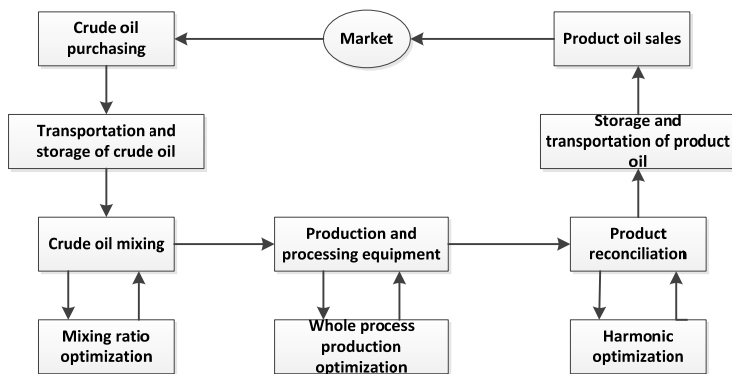 Crude oil
purchasing
Market
Product oil sales
Transportation and
storage of crude oil
Storage and
transportation of product
oil
Crude oil mixing
Production and
processing equipment
Product
reconciliation
Mixing ratio
optimization
Whole process
production
optimization
Harmonic
optimization